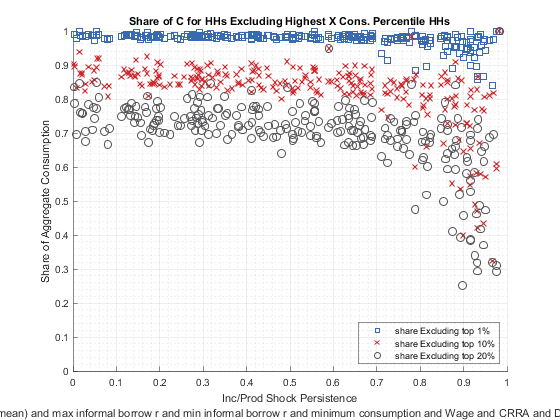 Share of C for HHs Excluding Highest X Cons. Percentile HHs
1
0.9
0.8
0.7
0.6
0.5
0.4
0.3
0.2
0.1
0
Share of Aggregate Consumption
share Excluding top 1%
share Excluding top 10%
share Excluding top 20%
0 0.1 0.2 0.3 0.4 0.5 0.6 0.7 0.8 0.9 1
Inc/Prod Shock Persistence
mean) max informal borrow r and min informal borrow r and minimum consumption and Wage and CRRA and